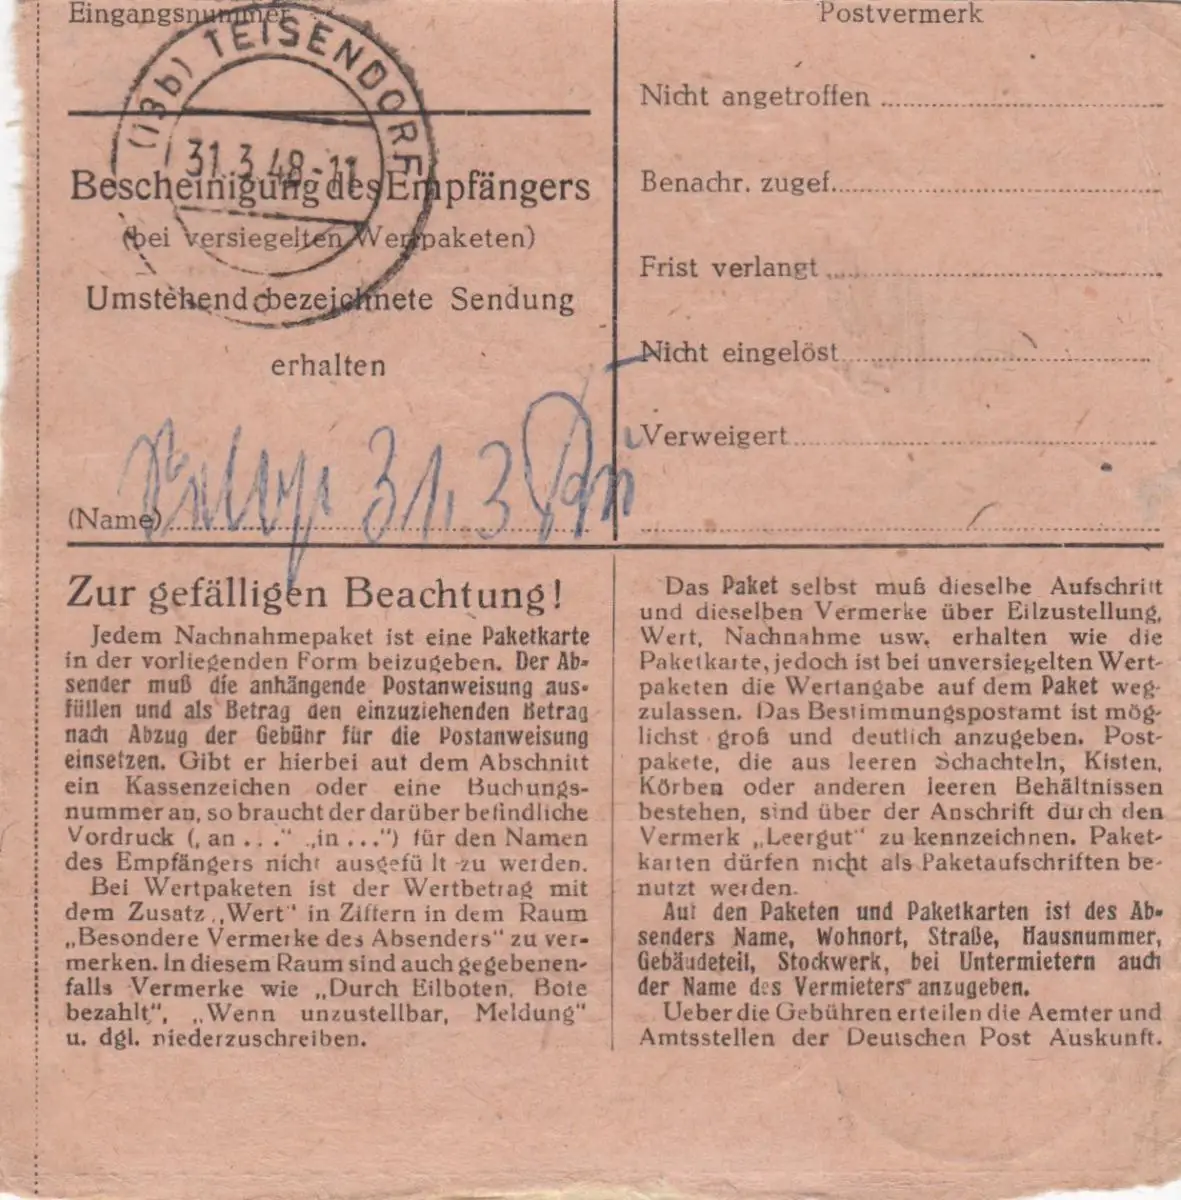 Eingangsnummer
(13b) TEISENDORF
31.3.48-11
Bescheinigung des Empfängers
(bei versiegelten Wertpaketen)
Umstehend bezeichnete Sendung
erhalten
31. 3
(Name)
Postvermerk
Nicht angetroffen
Benachr. zugef.
Frist verlangt
Nicht eingelöst
Verweigert
Zur gefälligen Beachtung!
Jedem Nachnahmepaket ist eine Paketkarte
in der vorliegenden Form beizugeben. Der Ab-
sender muß die anhängende Postanweisung aus-
füllen und als Betrag den einzuziehenden Betrag
nach Abzug der Gebühr für die Postanweisung
einsetzen. Gibt er hierbei auf dem Abschnitt
ein Kassenzeichen oder eine Buchungs-
nummer an, so braucht der darüber befindliche
Vordruck („an . . .“ „in . . .“) für den Namen
des Empfängers nicht ausgefüllt zu werden.
Bei Wertpaketen ist der Wertbetrag mit
dem Zusatz „Wert“ in Ziffern in dem Raum
„Besondere Vermerke des Absenders“ zu ver-
merken. In diesem Raum sind auch gegebenen-
falls Vermerke wie „Durch Eilboten, Bote
bezahlt“, „Wenn unzustellbar, Meldung“
u. dgl. niederzuschreiben.
Das Paket selbst muß dieselbe Aufschrift
und dieselben Vermerke über Eilzustellung,
Wert, Nachnahme usw. erhalten wie die
Paketkarte, jedoch ist bei unversiegelten Wert-
paketen die Wertangabe auf dem Paket weg-
zulassen. Das Bestimmungspostamt ist mög-
lichst groß und deutlich anzugeben. Post-
pakete, die aus leeren Schachteln, Kisten,
Körben oder anderen leeren Behältnissen
bestehen, sind über der Anschrift durch den
Vermerk „Leergut“ zu kennzeichnen. Paket-
karten dürfen nicht als Paketaufschriften be-
nutzt werden.
Auf den Paketen und Paketkarten ist des Ab-
senders Name, Wohnort, Straße, Hausnummer,
Gebäudeteil, Stockwerk, bei Untermietern auch
der Name des Vermieters anzugeben.
Ueber die Gebühren erteilen die Aemter und
Amtsstellen der Deutschen Post Auskunft.